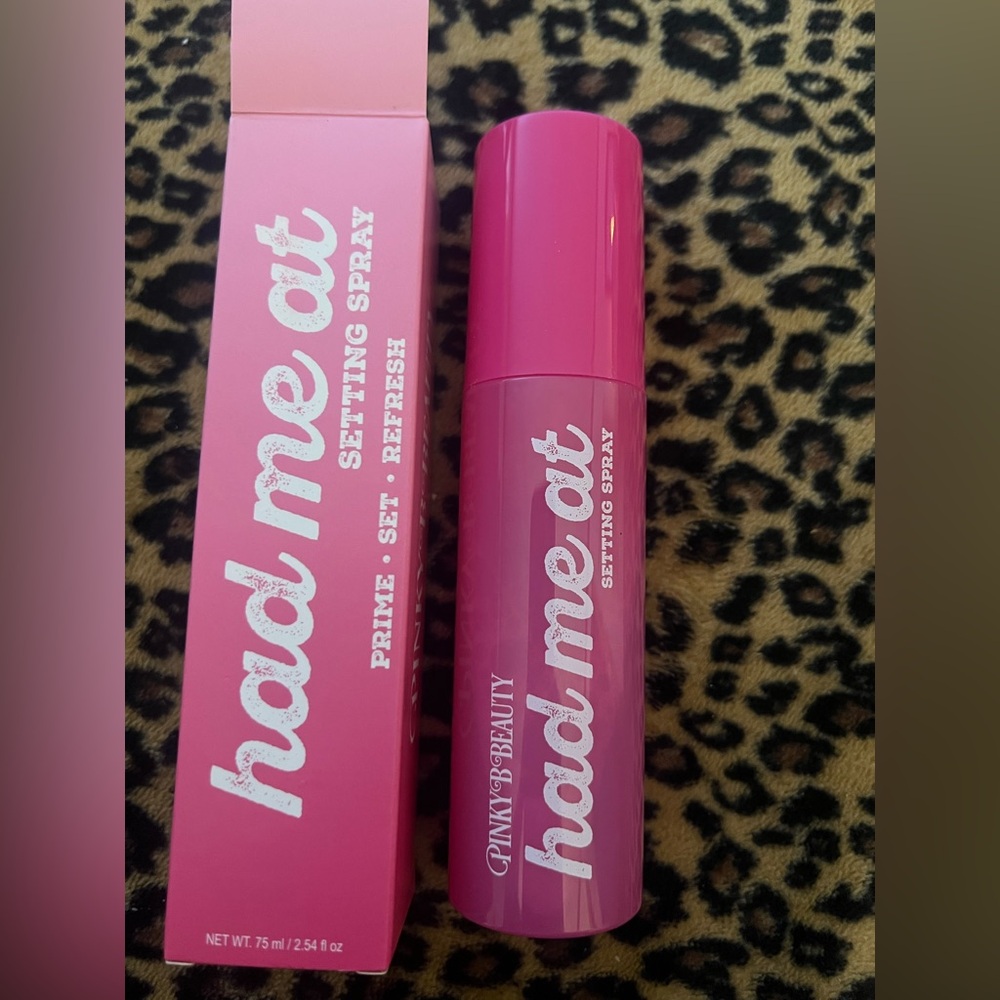 had me at
SETTING SPRAY
PRIME • SET • REFRESH
NET WT. 75 ml / 2.54 fl oz
PINKY B BEAUTY
had me at
SETTING SPRAY